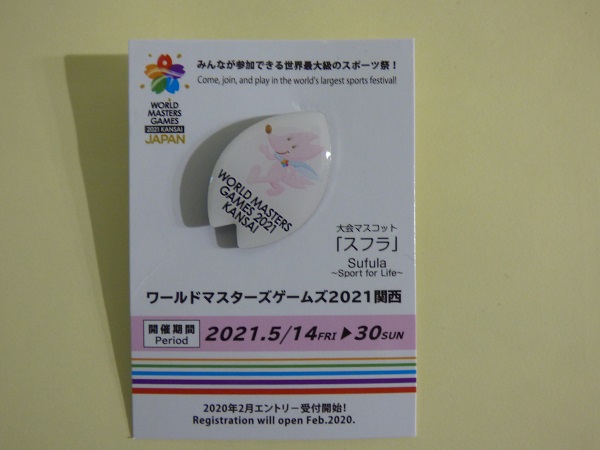 みんなが参加できる世界最大級のスポーツ祭！
Come, join, and play in the world's largest sports festival!
WORLD
MASTERS
GAMES
2021 KANSAI
JAPAN
WORLD MASTERS
GAMES 2021
KANSAI
大会マスコット
「スフラ」
Sufula
~Sport for Life~
ワールドマスターズゲームズ2021関西
開催期間
Period
2021.5/14FRI▶30SUN
2020年2月エントリー受付開始!
Registration will open Feb.2020.